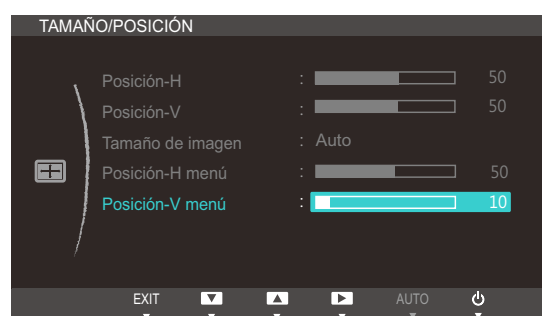 TAMAÑO/POSICIÓN
Posición-H : 50
Posición-V : 50
Tamaño de imagen : Auto
Posición-H menú : 50
Posición-V menú : 10
EXIT AUTO